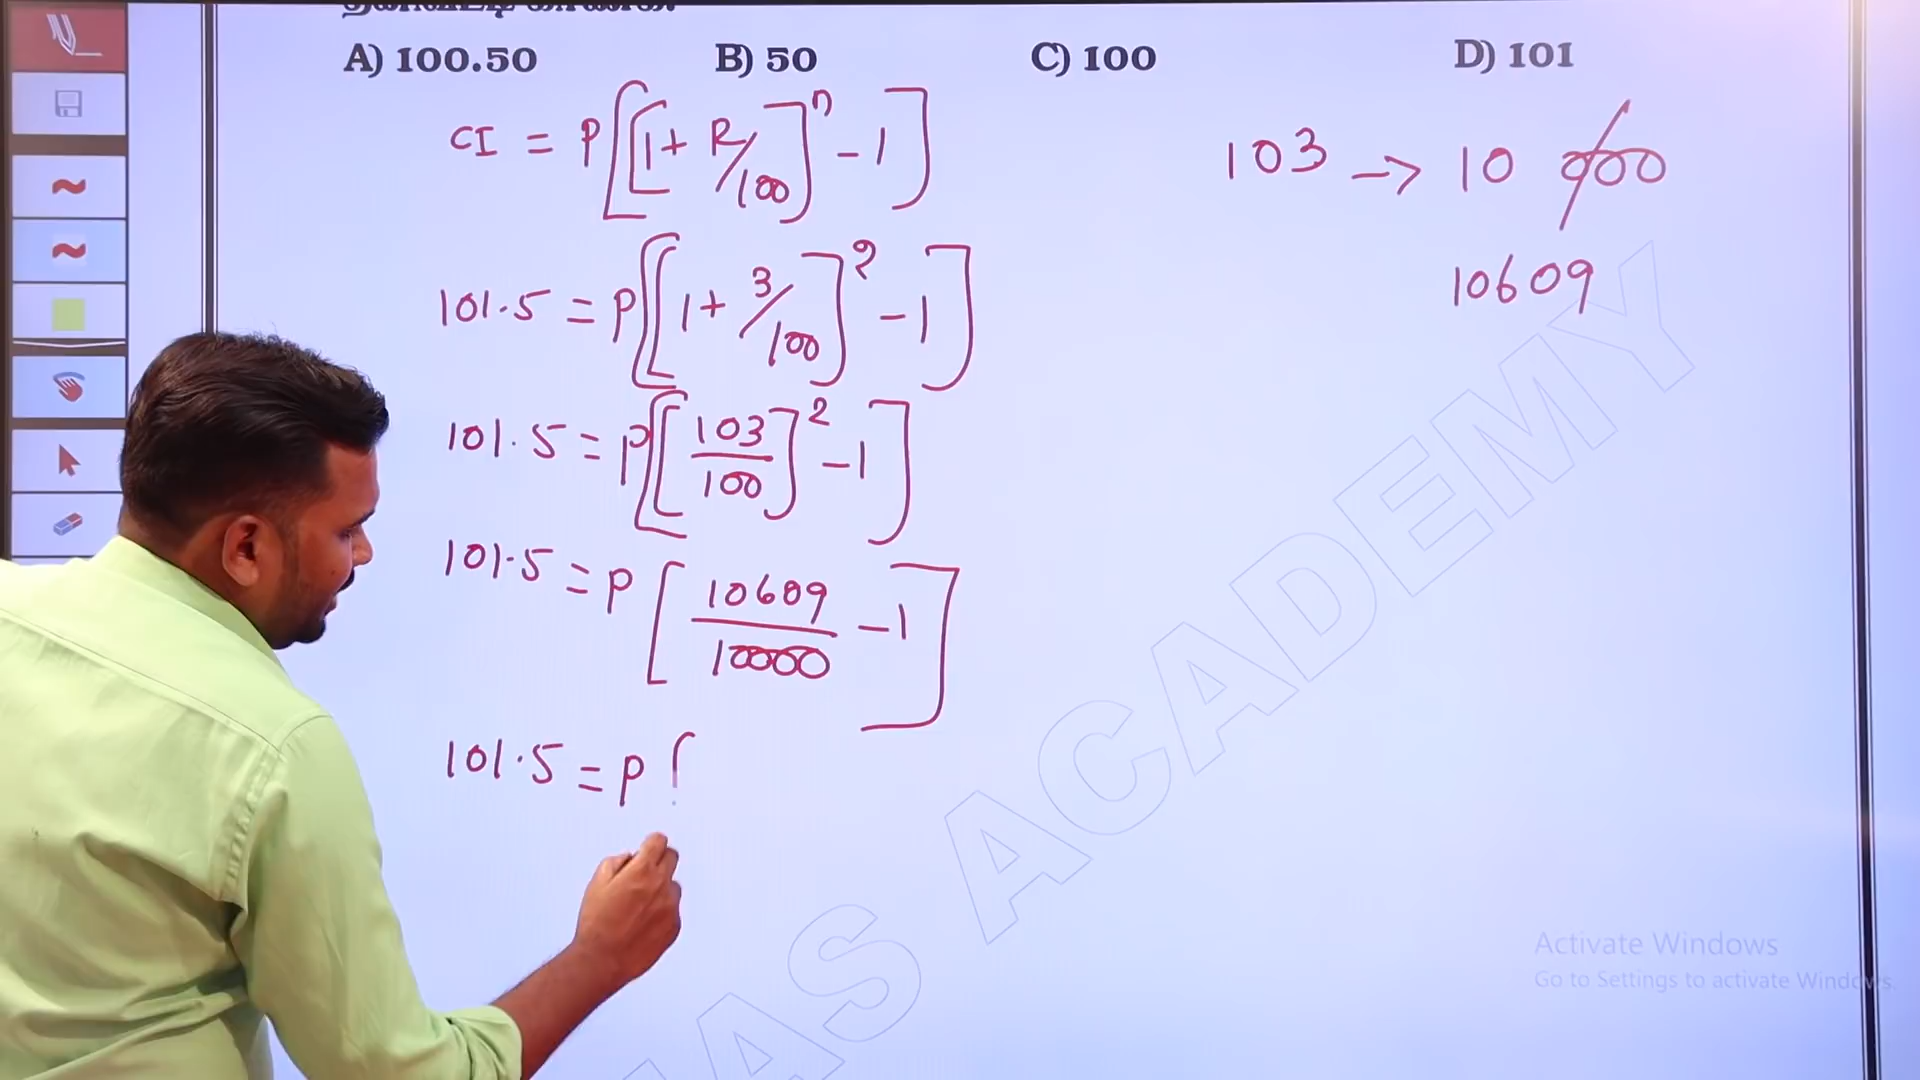 A) 100.50 B) 50 C) 100 D) 101
CI = P[[1 + R/100]^n - 1]
103 -> 10 000
101.5 = P[[1 + 3/100]^2 - 1]
10609
101.5 = P[[103/100]^2 - 1]
101.5 = P[10609/10000 - 1]
101.5 = P[
IAS ACADEMY
Activate Windows
Go to Settings to activate Windows.